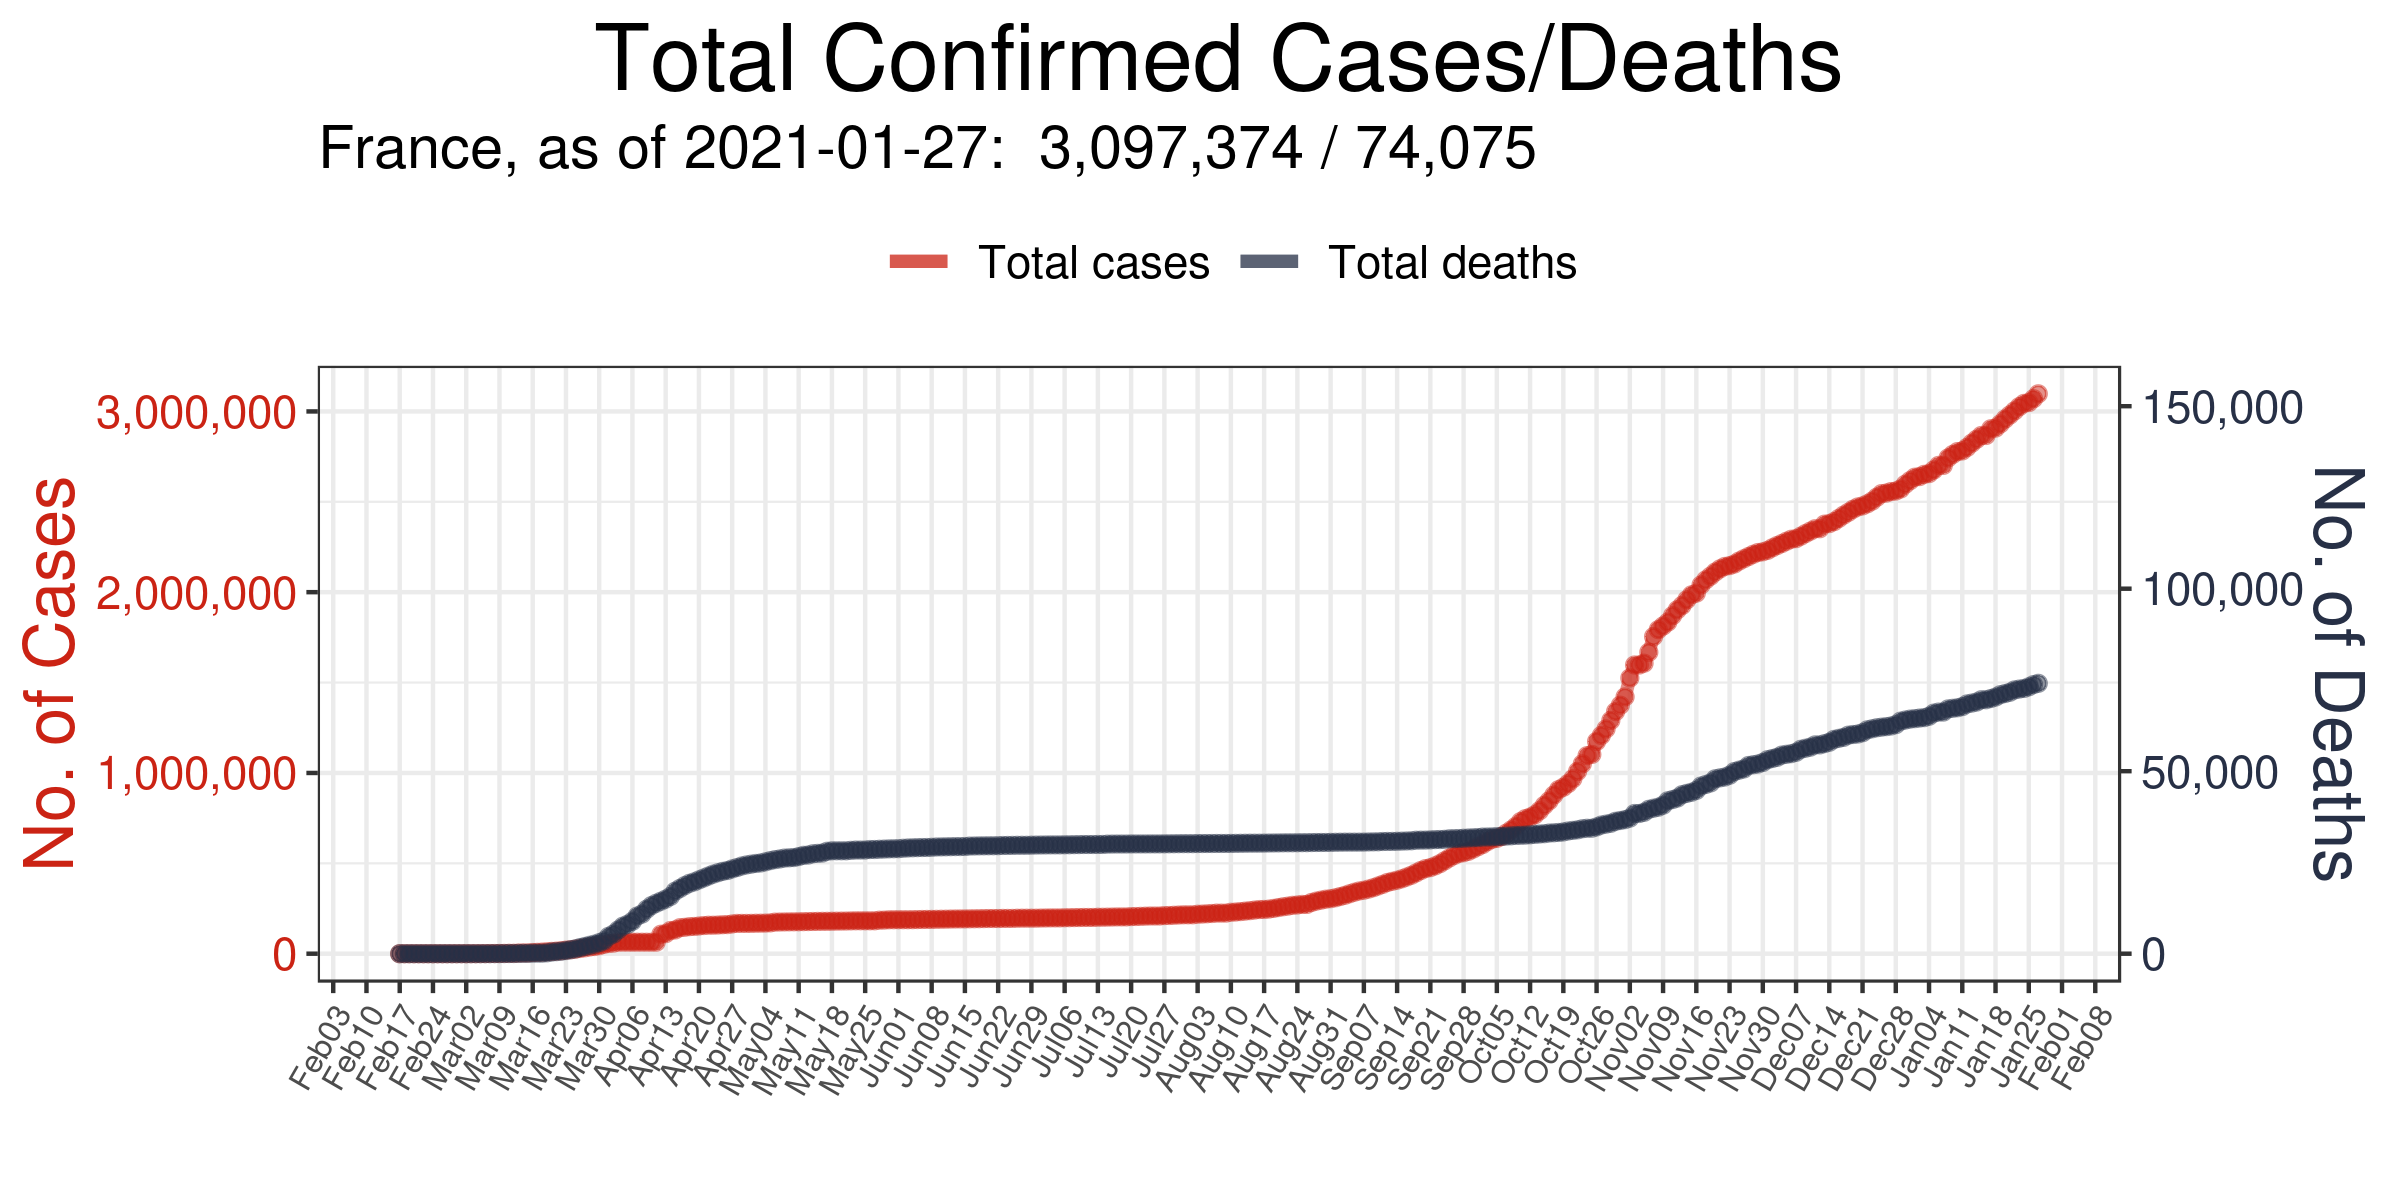 Total Confirmed Cases/Deaths
France, as of 2021-01-27:  3,097,374 / 74,075
Total cases
Total deaths
No. of Cases
3,000,000
2,000,000
1,000,000
0
150,000
100,000
50,000
0
No. of Deaths
Feb03
Feb10
Feb17
Feb24
Mar02
Mar09
Mar16
Mar23
Mar30
Apr06
Apr13
Apr20
Apr27
May04
May11
May18
May25
Jun01
Jun08
Jun15
Jun22
Jun29
Jul06
Jul13
Jul20
Jul27
Aug03
Aug10
Aug17
Aug24
Aug31
Sep07
Sep14
Sep21
Sep28
Oct05
Oct12
Oct19
Oct26
Nov02
Nov09
Nov16
Nov23
Nov30
Dec07
Dec14
Dec21
Dec28
Jan04
Jan11
Jan18
Jan25
Feb01
Feb08